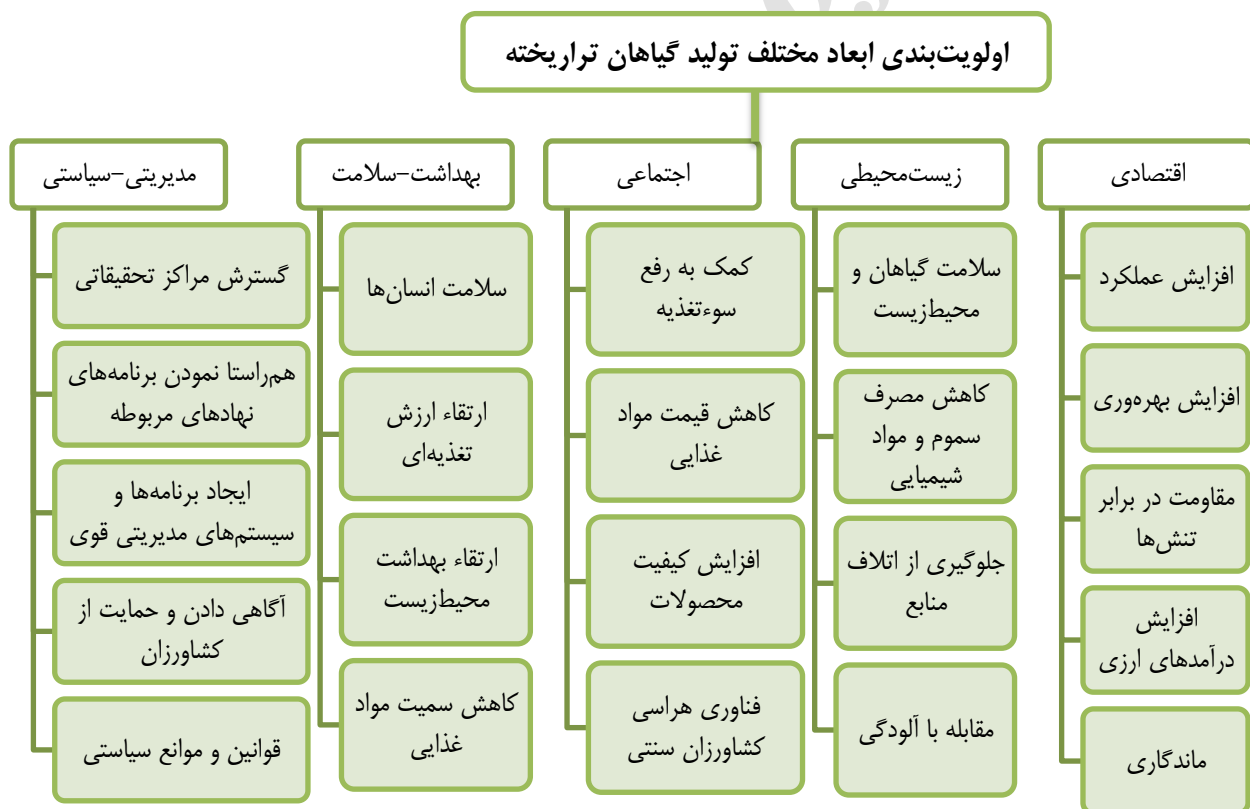 اولویت‌بندی ابعاد مختلف تولید گیاهان تراریخته
اقتصادی
افزایش عملکرد
افزایش بهره‌وری
مقاومت در برابر
تنش‌ها
افزایش
درآمدهای ارزی
ماندگاری
زیست‌محیطی
سلامت گیاهان و
محیط‌زیست
کاهش مصرف
سموم و مواد
شیمیایی
جلوگیری از اتلاف
منابع
مقابله با آلودگی
اجتماعی
کمک به رفع
سوء‌تغذیه
کاهش قیمت مواد
غذایی
افزایش کیفیت
محصولات
فناوری هراسی
کشاورزان سنتی
بهداشت-سلامت
سلامت انسان‌ها
ارتقاء ارزش
تغذیه‌ای
ارتقاء بهداشت
محیط‌زیست
کاهش سمیت مواد
غذایی
مدیریتی-سیاستی
گسترش مراکز تحقیقاتی
هم‌راستا نمودن برنامه‌های
نهادهای مربوطه
ایجاد برنامه‌ها و
سیستم‌های مدیریتی قوی
آگاهی دادن و حمایت از
کشاورزان
قوانین و موانع سیاستی